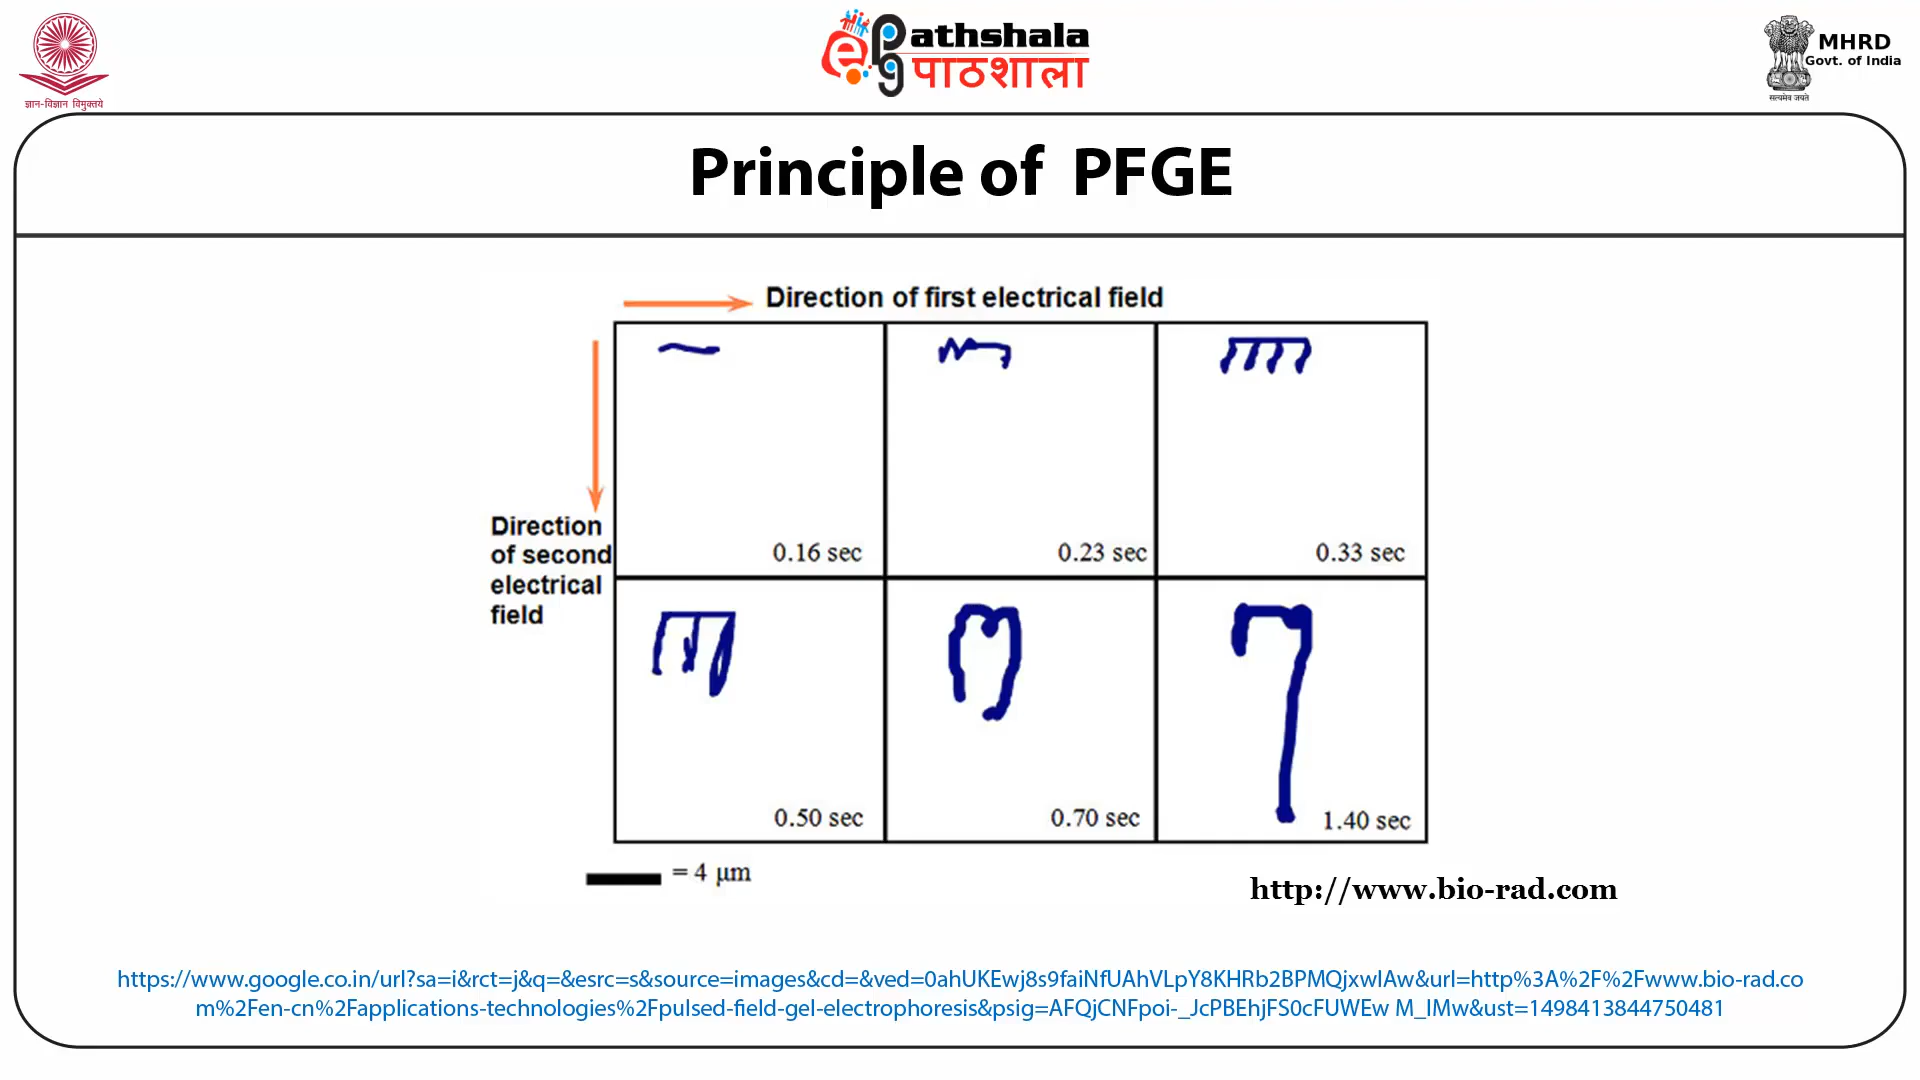 ज्ञान-विज्ञान विमुक्तये
ePathshala
पाठशाला
MHRD
Govt. of India
सत्यमेव जयते
Principle of PFGE
Direction of first electrical field
Direction
of second
electrical
field
0.16 sec
0.23 sec
0.33 sec
0.50 sec
0.70 sec
1.40 sec
= 4 μm
http://www.bio-rad.com
https://www.google.co.in/url?sa=i&rct=j&q=&esrc=s&source=images&cd=&ved=0ahUKEwj8s9faiNfUAhVLpY8KHRb2BPMQjxwIAw&url=http%3A%2F%2Fwww.bio-rad.co
m%2Fen-cn%2Fapplications-technologies%2Fpulsed-field-gel-electrophoresis&psig=AFQjCNFpoi-_JcPBEhjFS0cFUWEw M_IMw&ust=1498413844750481